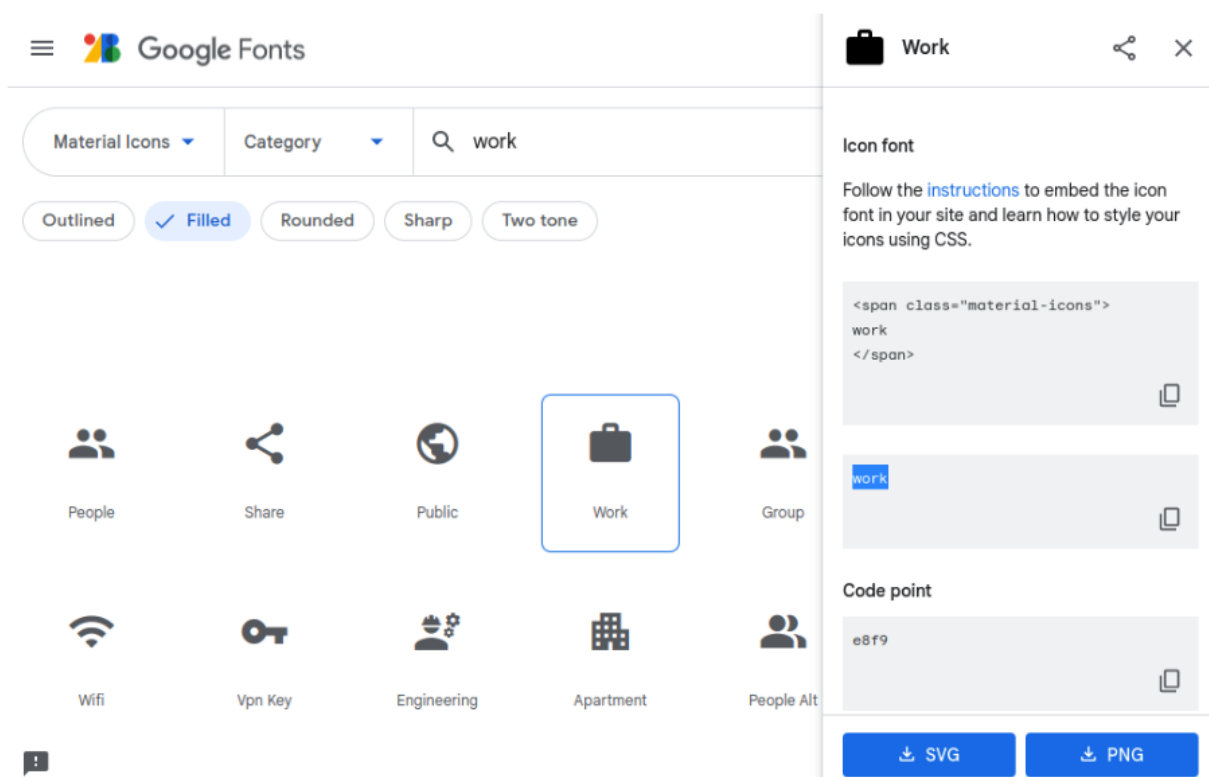 Google Fonts
Material Icons
Category
work
Outlined
Filled
Rounded
Sharp
Two tone
People
Share
Public
Work
Group
Wifi
Vpn Key
Engineering
Apartment
People Alt
Work
Icon font
Follow the instructions to embed the icon
font in your site and learn how to style your
icons using CSS.
<span class="material-icons">
work
</span>
work
Code point
e8f9
SVG
PNG